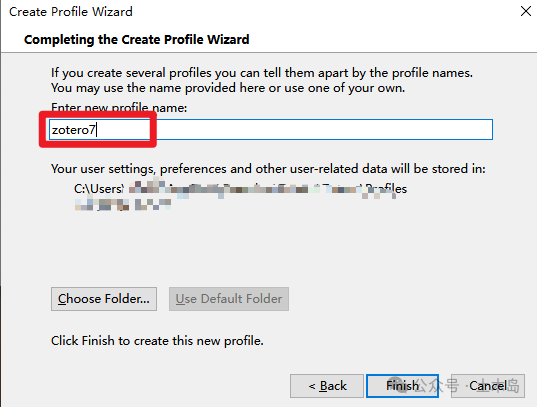 Create Profile Wizard
Completing the Create Profile Wizard
If you create several profiles you can tell them apart by the profile names.
You may use the name provided here or use one of your own.
Enter new profile name:
zotero7
Your user settings, preferences and other user-related data will be stored in:
C:\Users\ \Profiles
Choose Folder... Use Default Folder
Click Finish to create this new profile.
< Back Finish Cancel
公众号 · 土木岛